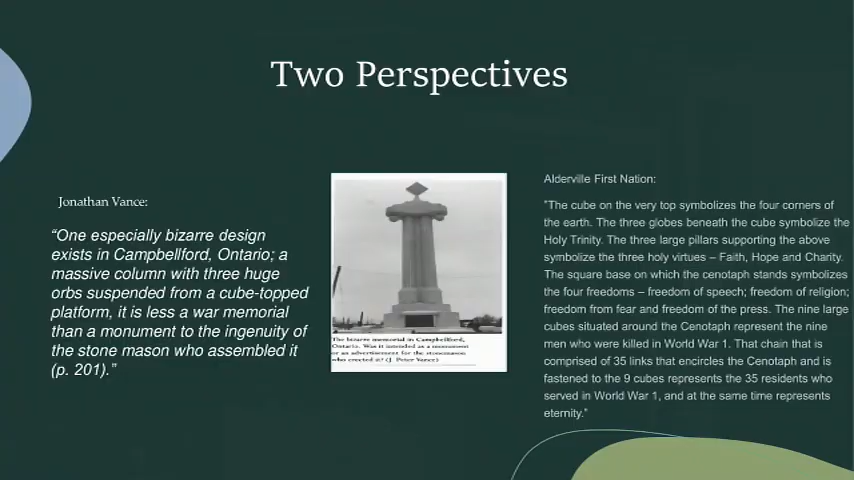 Two Perspectives
Jonathan Vance:
“One especially bizarre design
exists in Campbellford, Ontario; a
massive column with three huge
orbs suspended from a cube-topped
platform, it is less a war memorial
than a monument to the ingenuity of
the stone mason who assembled it
(p. 201).”
The bizarre memorial in Campbellford,
Ontario. Was it intended as a monument
or an advertisement for the stonemason
who erected it? (J. Peter Vance)
Alderville First Nation:
"The cube on the very top symbolizes the four corners of
the earth. The three globes beneath the cube symbolize the
Holy Trinity. The three large pillars supporting the above
symbolize the three holy virtues – Faith, Hope and Charity.
The square base on which the cenotaph stands symbolizes
the four freedoms – freedom of speech; freedom of religion;
freedom from fear and freedom of the press. The nine large
cubes situated around the Cenotaph represent the nine
men who were killed in World War 1. That chain that is
comprised of 35 links that encircles the Cenotaph and is
fastened to the 9 cubes represents the 35 residents who
served in World War 1, and at the same time represents
eternity."